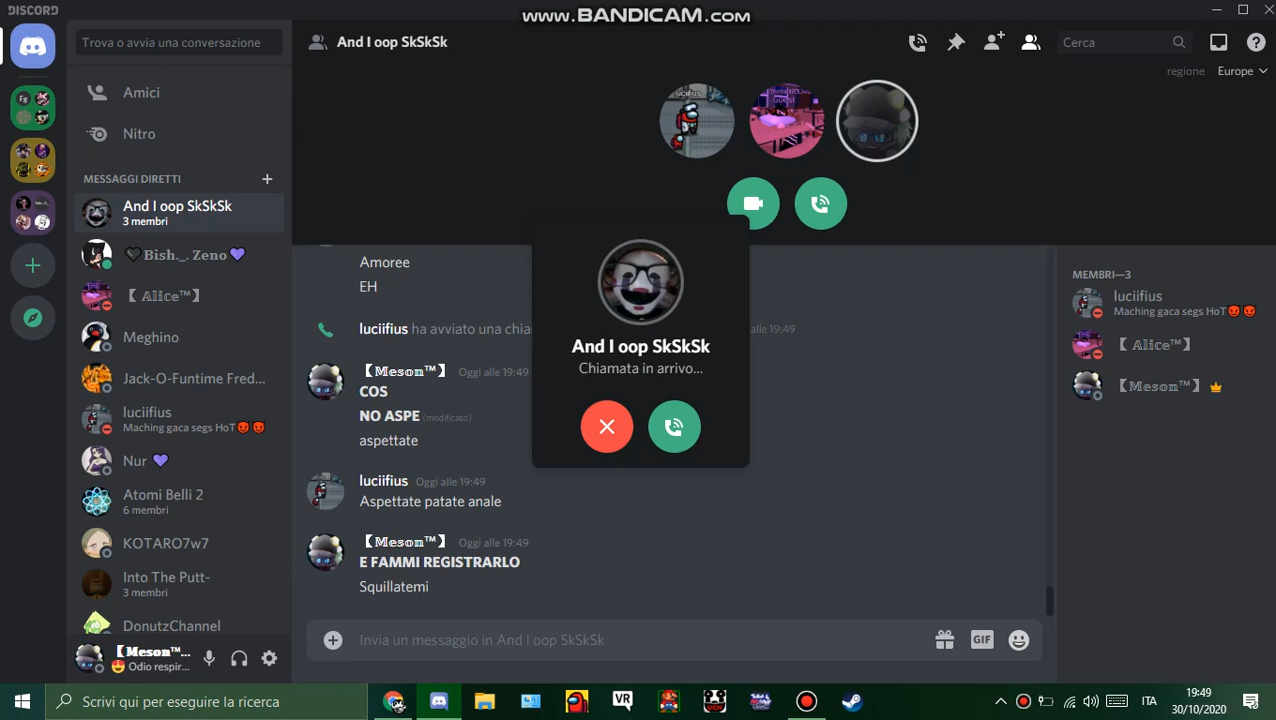 DISCORD
www.BANDICAM.com
Trova o avvia una conversazione
And I oop SkSkSk
Cerca
regione
Europe
Amici
Nitro
MESSAGGI DIRETTI
And I oop SkSkSk
3 membri
Bish._. Zeno
【 Alice™】
Meghino
Jack-O-Funtime Fred...
luciifius
Maching gaca segs HoT
Nur
Atomi Belli 2
6 membri
KOTARO7w7
Into The Putt-
3 membri
DonutzChannel
【Meson™...
Odio respir...
Amoree
EH
luciifius ha avviato una chia
alle 19:49
【Meson™】 Oggi alle 19:49
COS
NO ASPE (modificato)
aspettate
luciifius Oggi alle 19:49
Aspettate patate anale
【Meson™】 Oggi alle 19:49
E FAMMI REGISTRARLO
Squillatemi
And I oop SkSkSk
Chiamata in arrivo...
Invia un messaggio in And I oop SkSkSk
GIF
MEMBRI—3
luciifius
Maching gaca segs HoT
【 Alice™】
【Meson™】
Scrivi qui per eseguire la ricerca
VR
UCH
ITA
19:49
30/10/2020